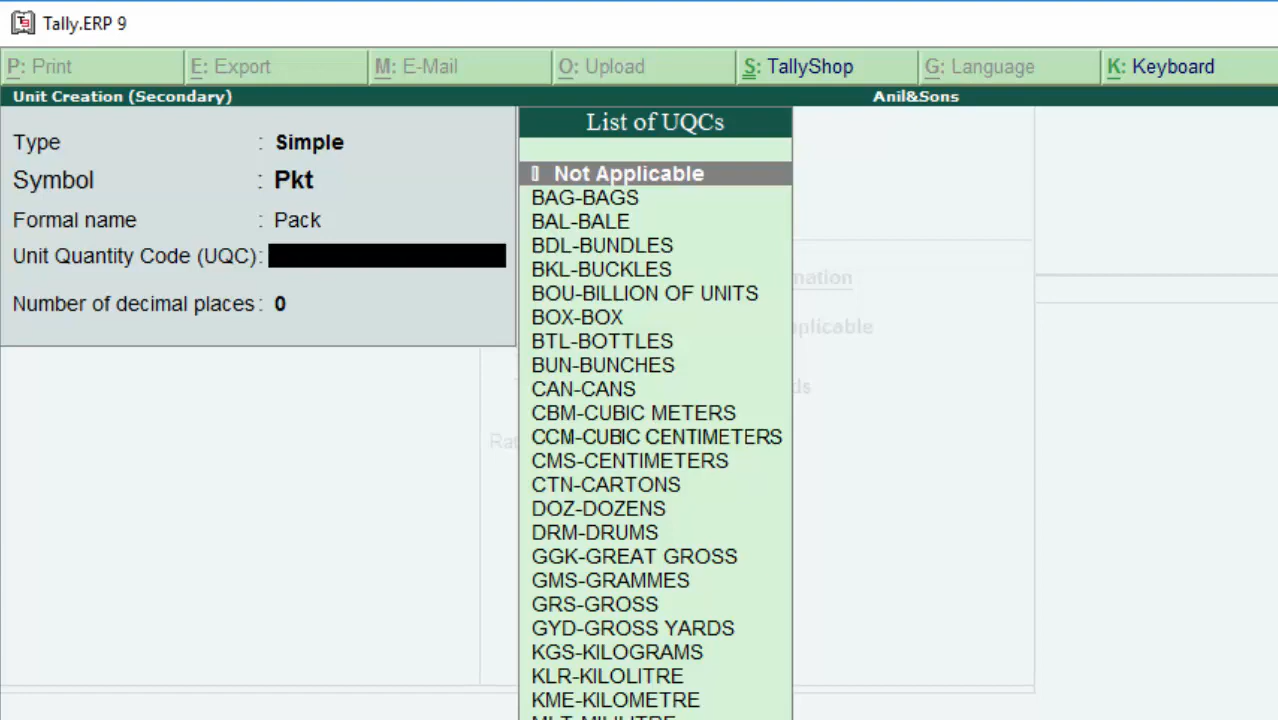 Tally.ERP 9
P: Print E: Export M: E-Mail O: Upload S: TallyShop G: Language K: Keyboard
Unit Creation (Secondary) Anil&Sons
Type : Simple
Symbol : Pkt
Formal name : Pack
Unit Quantity Code (UQC):
Number of decimal places : 0
List of UQCs
Not Applicable
BAG-BAGS
BAL-BALE
BDL-BUNDLES
BKL-BUCKLES
BOU-BILLION OF UNITS
BOX-BOX
BTL-BOTTLES
BUN-BUNCHES
CAN-CANS
CBM-CUBIC METERS
CCM-CUBIC CENTIMETERS
CMS-CENTIMETERS
CTN-CARTONS
DOZ-DOZENS
DRM-DRUMS
GGK-GREAT GROSS
GMS-GRAMMES
GRS-GROSS
GYD-GROSS YARDS
KGS-KILOGRAMS
KLR-KILOLITRE
KME-KILOMETRE